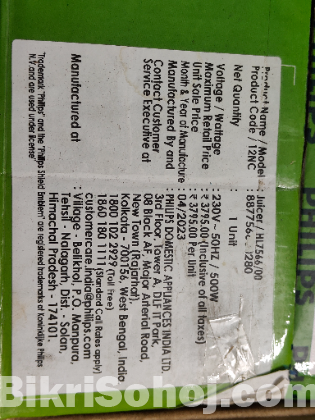 Product Name / Model : Juicer / HL7566/00
Product Code / 12NC : 8877566 1280
Net Quantity : 1 Unit
Voltage / Wattage : 230V ~ 50Hz / 500W
Maximum Retail Price : ₹ 3795.00 (Inclusive of all taxes)
Unit Sale Price : ₹ 3795.00 Per Unit
Month & Year of Manufacture : 04/2023
Manufactured By and : PHILIPS DOMESTIC APPLIANCES INDIA LTD.
Contact Customer 3rd Floor, Tower A, DLF IT Park,
Service Executive at 08 Block AF, Major Arterial Road,
New Town (Rajarhat),
Kolkata - 700156, West Bengal, India
1800 102 2929 (Toll Free)
1860 180 1111 (Standard Call Rates apply)
customercare.india@philips.com
Manufactured at : Village - Belikhol, P.O. Manpura,
Tehsil - Nalagarh, Dist. - Solan,
Himachal Pradesh - 174101.
Trademark "Philips" and the "Philips Shield Emblem" are registered trademarks of Koninklijke Philips
N.V. and are used under license
PHILIPS
BikriSohoj.com